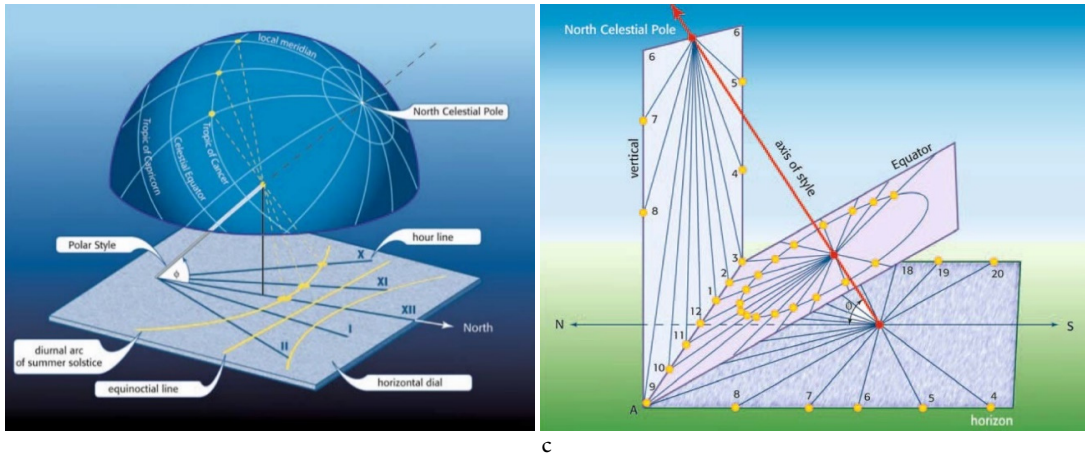 local meridian
North Celestial Pole
Tropic of Cancer
Celestial Equator
Tropic of Capricorn
Polar Style
hour line
φ
X
XI
XII
North
I
II
diurnal arc
of summer solstice
equinoctial line
horizontal dial
North Celestial Pole
6
6
5
7
vertical
axis of style
Equator
4
8
3
2
18
19
20
1
φ
N
12
S
11
10
9
A
8
7
6
5
4
horizon
c